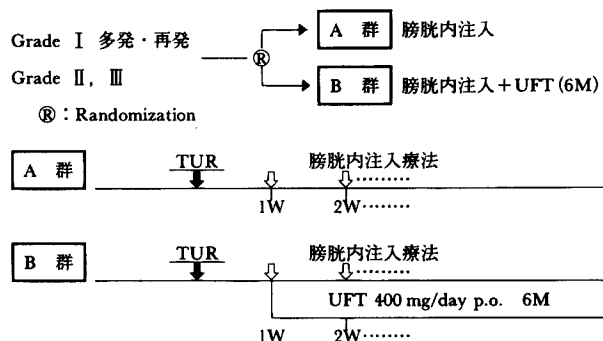 Grade Ⅰ 多発・再発
Grade Ⅱ, Ⅲ
Ⓡ
Ⓡ：Randomization
A 群 膀胱内注入
B 群 膀胱内注入+UFT(6M)
A 群
TUR
膀胱内注入療法
1W 2W
B 群
TUR
膀胱内注入療法
UFT 400 mg/day p.o. 6M
1W 2W